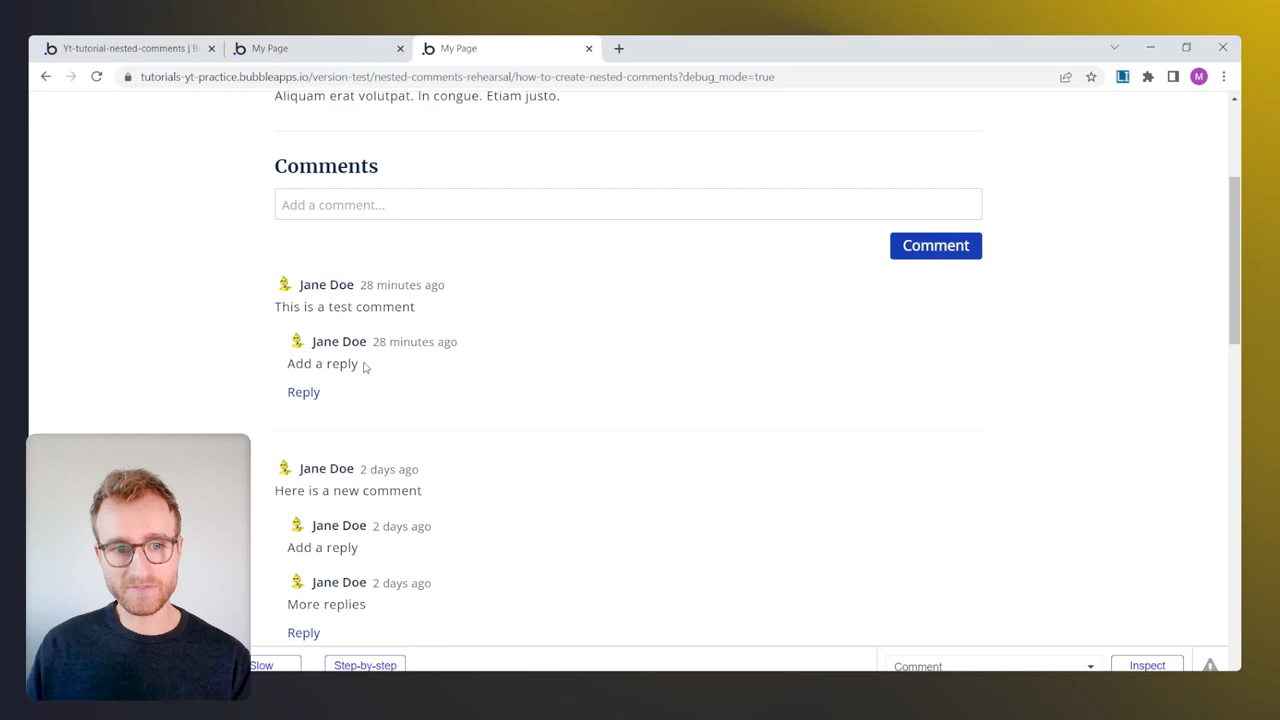 Yt-tutorial-nested-comments | B
My Page
My Page
tutorials-yt-practice.bubbleapps.io/version-test/nested-comments-rehearsal/how-to-create-nested-comments?debug_mode=true
M
Aliquam erat volutpat. In congue. Etiam justo.
Comments
Add a comment...
Comment
Jane Doe 28 minutes ago
This is a test comment
Jane Doe 28 minutes ago
Add a reply
Reply
Jane Doe 2 days ago
Here is a new comment
Jane Doe 2 days ago
Add a reply
Jane Doe 2 days ago
More replies
Reply
Slow
Step-by-step
Comment
Inspect